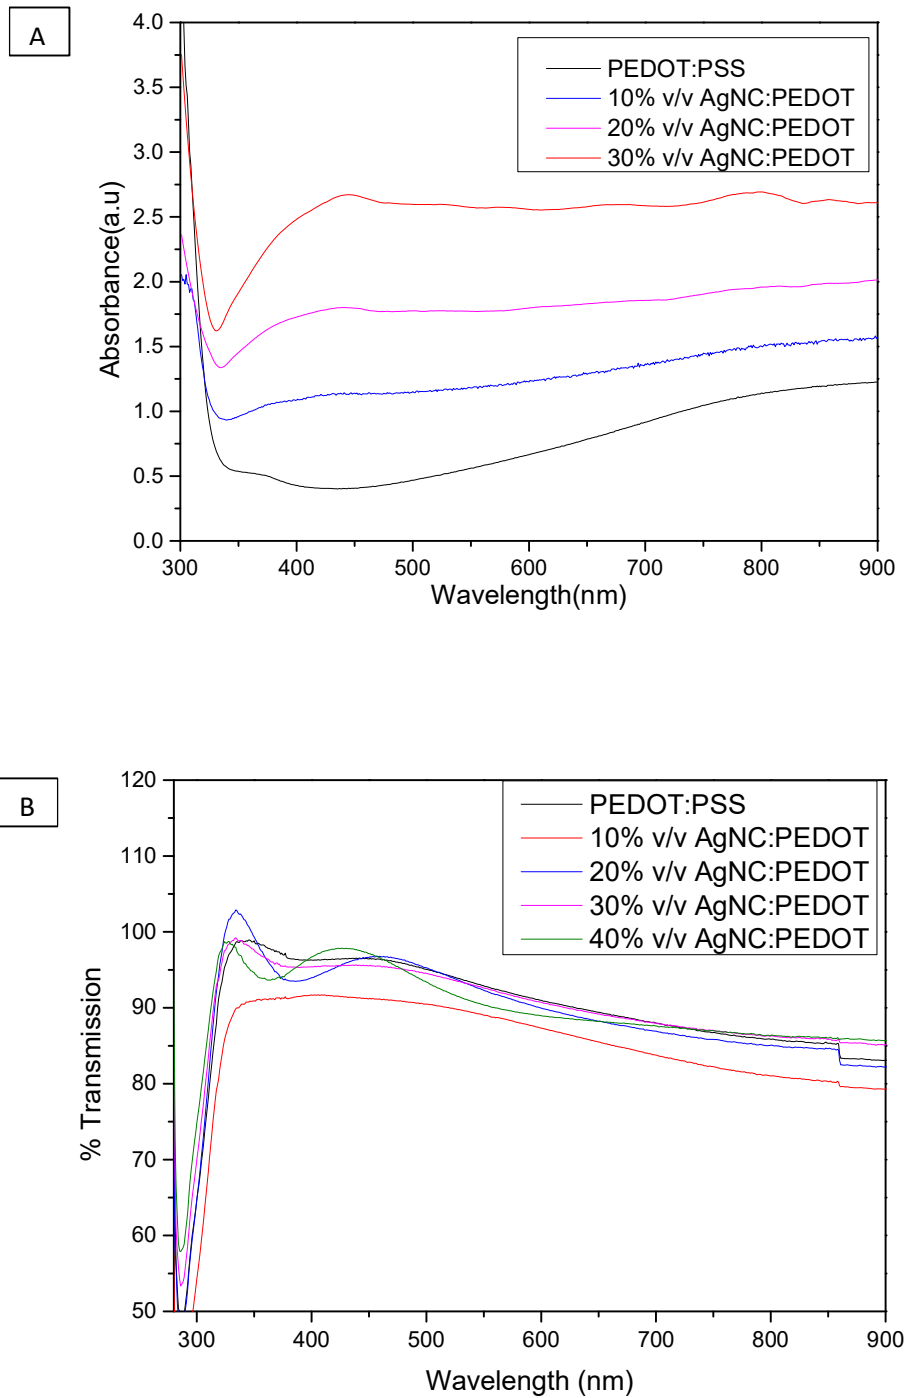 A
4.0
3.5
3.0
2.5
2.0
1.5
1.0
0.5
0.0
Absorbance(a.u)
PEDOT:PSS
10% v/v AgNC:PEDOT
20% v/v AgNC:PEDOT
30% v/v AgNC:PEDOT
300 400 500 600 700 800 900
Wavelength(nm)
B
120
110
100
90
80
70
60
50
% Transmission
PEDOT:PSS
10% v/v AgNC:PEDOT
20% v/v AgNC:PEDOT
30% v/v AgNC:PEDOT
40% v/v AgNC:PEDOT
300 400 500 600 700 800 900
Wavelength (nm)